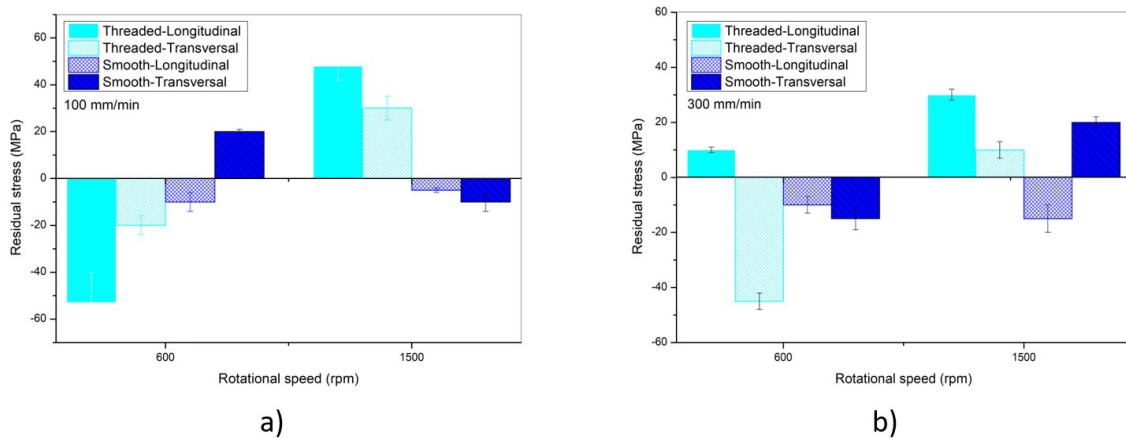 Threaded-Longitudinal
Threaded-Transversal
Smooth-Longitudinal
Smooth-Transversal
100 mm/min
60
40
20
0
-20
-40
-60
Residual stress (MPa)
600
1500
Rotational speed (rpm)
a)
60
Threaded-Longitudinal
Threaded-Transversal
Smooth-Longitudinal
Smooth-Transversal
300 mm/min
40
20
0
-20
-40
-60
Residual stress (MPa)
600
1500
Rotational speed (rpm)
b)